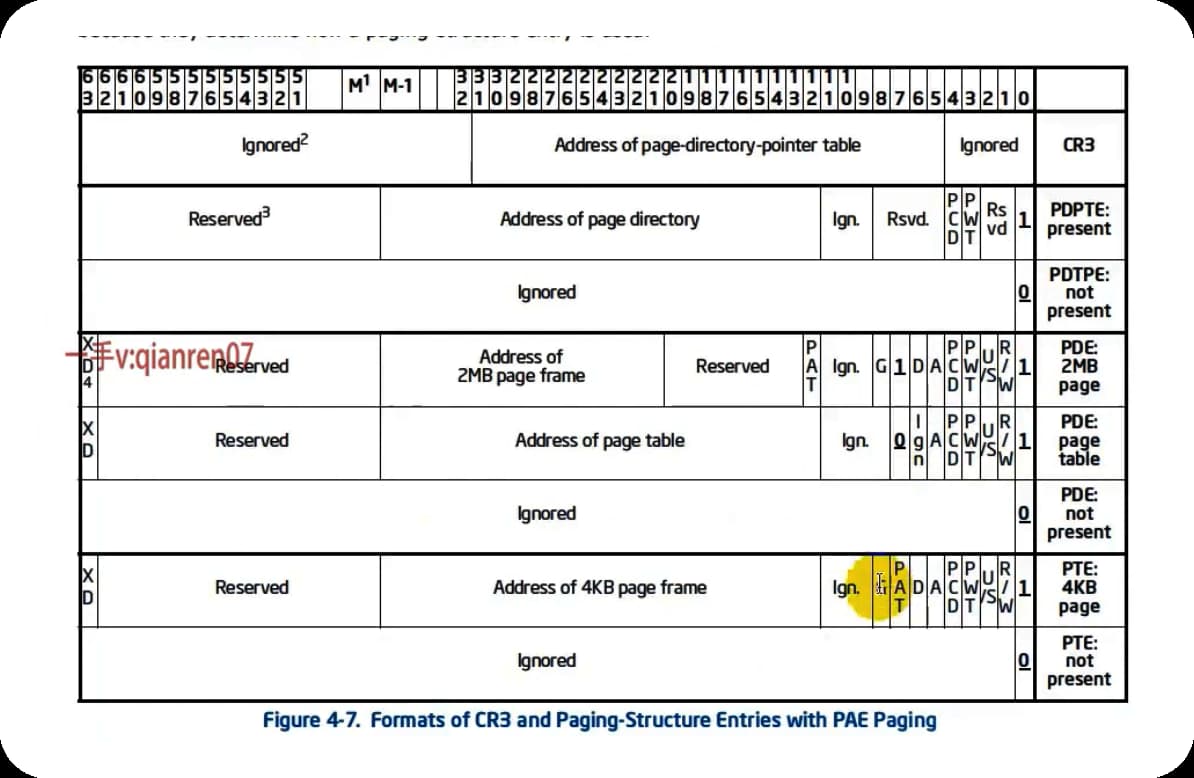 6 6 6 6 5 5 5 5 5 5 5 5 5 M¹ M-1 3 3 3 2 2 2 2 2 2 2 2 2 2 1 1 1 1 1 1 1 1 1 1
3 2 1 0 9 8 7 6 5 4 3 2 1 2 1 0 9 8 7 6 5 4 3 2 1 0 9 8 7 6 5 4 3 2 1 0 9 8 7 6 5 4 3 2 1 0
Ignored² Address of page-directory-pointer table Ignored CR3
Reserved³ Address of page directory Ign. Rsvd. PCD PWT Rsvd 1 PDPTE: present
Ignored 0 PDTPE: not present
XD4 Reserved Address of 2MB page frame Reserved PAT Ign. G 1 D A PCD PWT U/S R/W 1 PDE: 2MB page
一手v:qianren07
XD Reserved Address of page table Ign. 0 Ign A PCD PWT U/S R/W 1 PDE: page table
Ignored 0 PDE: not present
XD Reserved Address of 4KB page frame Ign. G PAT D A PCD PWT U/S R/W 1 PTE: 4KB page
Ignored 0 PTE: not present
Figure 4-7. Formats of CR3 and Paging-Structure Entries with PAE Paging